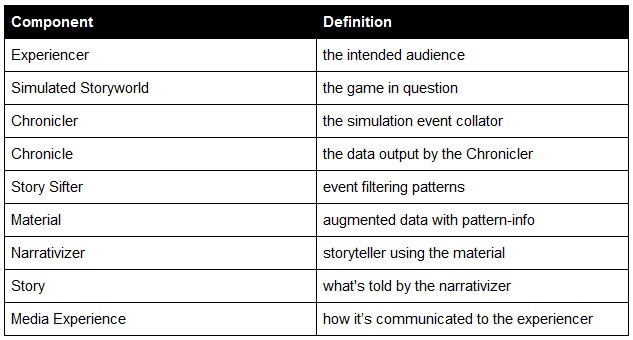 Component Definition
Experiencer the intended audience
Simulated Storyworld the game in question
Chronicler the simulation event collator
Chronicle the data output by the Chronicler
Story Sifter event filtering patterns
Material augmented data with pattern-info
Narrativizer storyteller using the material
Story what's told by the narrativizer
Media Experience how it’s communicated to the experiencer